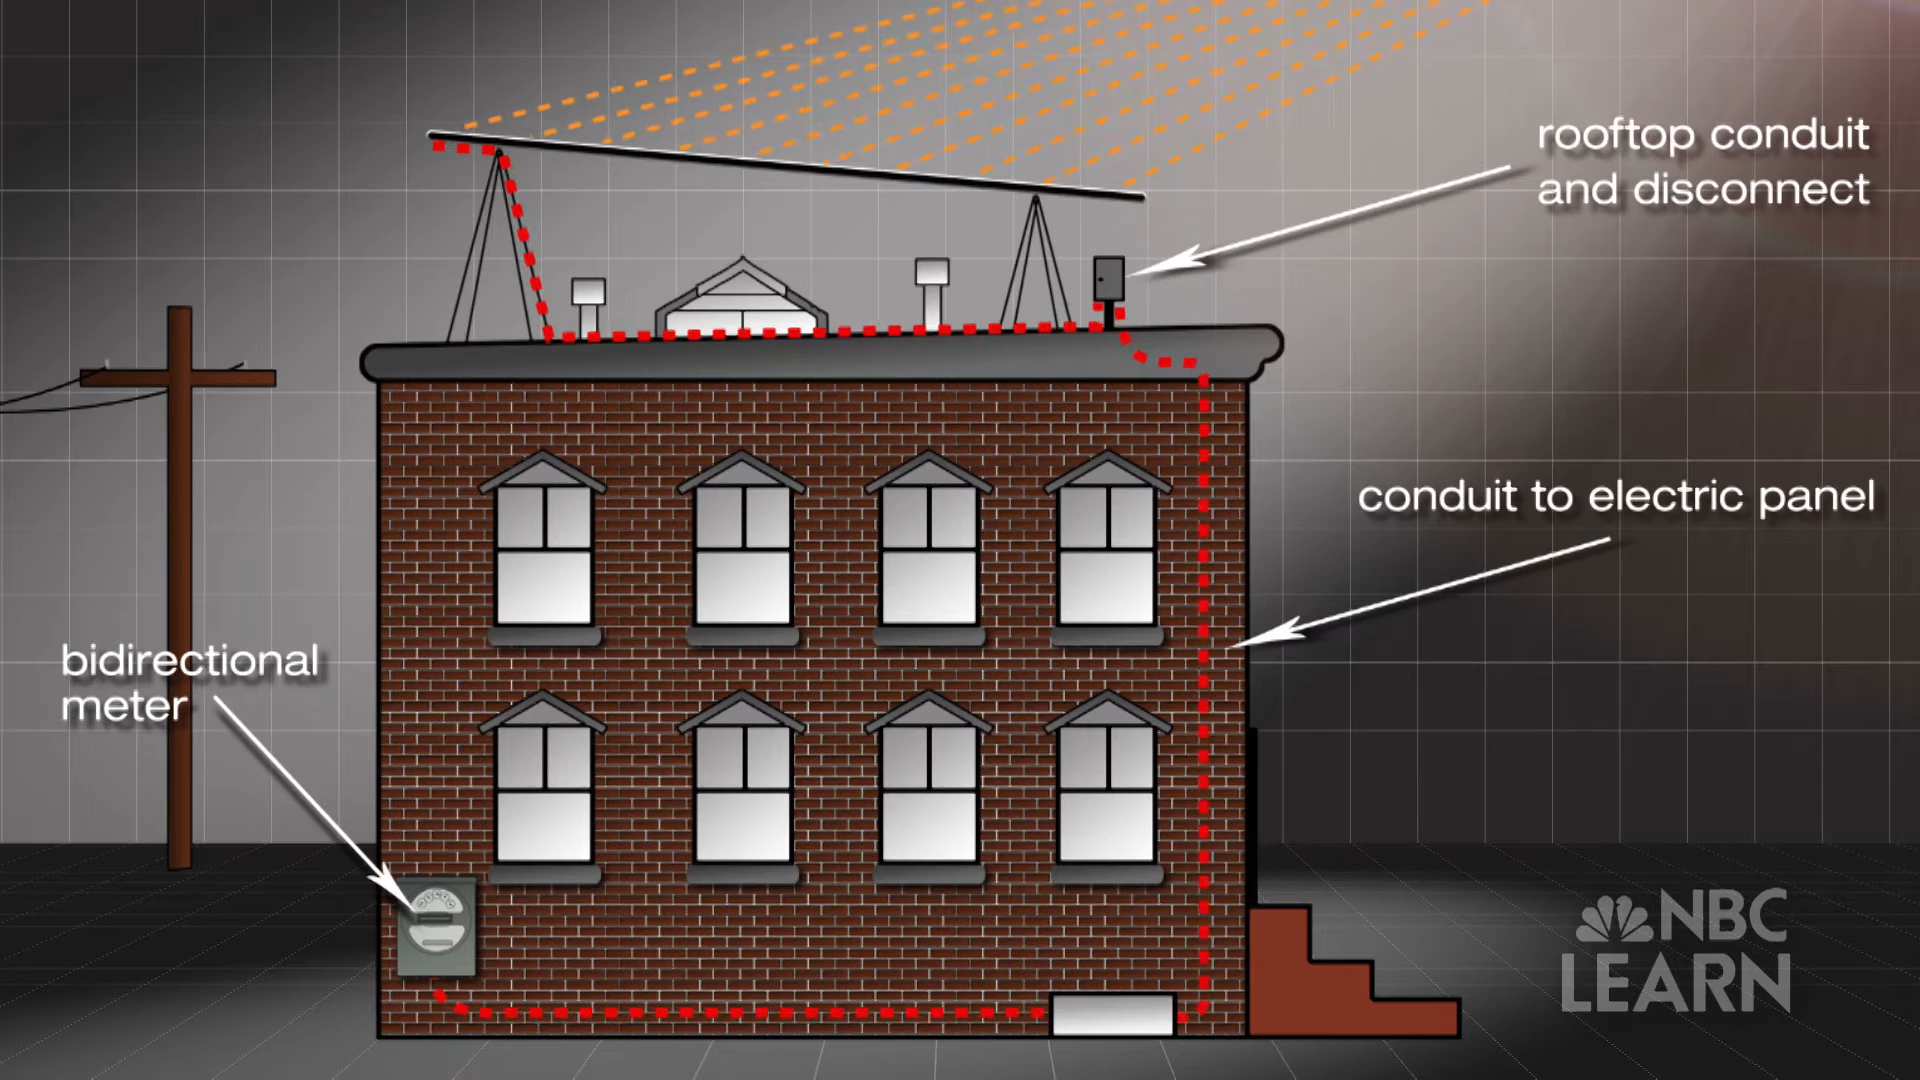 rooftop conduit
and disconnect
conduit to electric panel
bidirectional
meter
NBC
LEARN